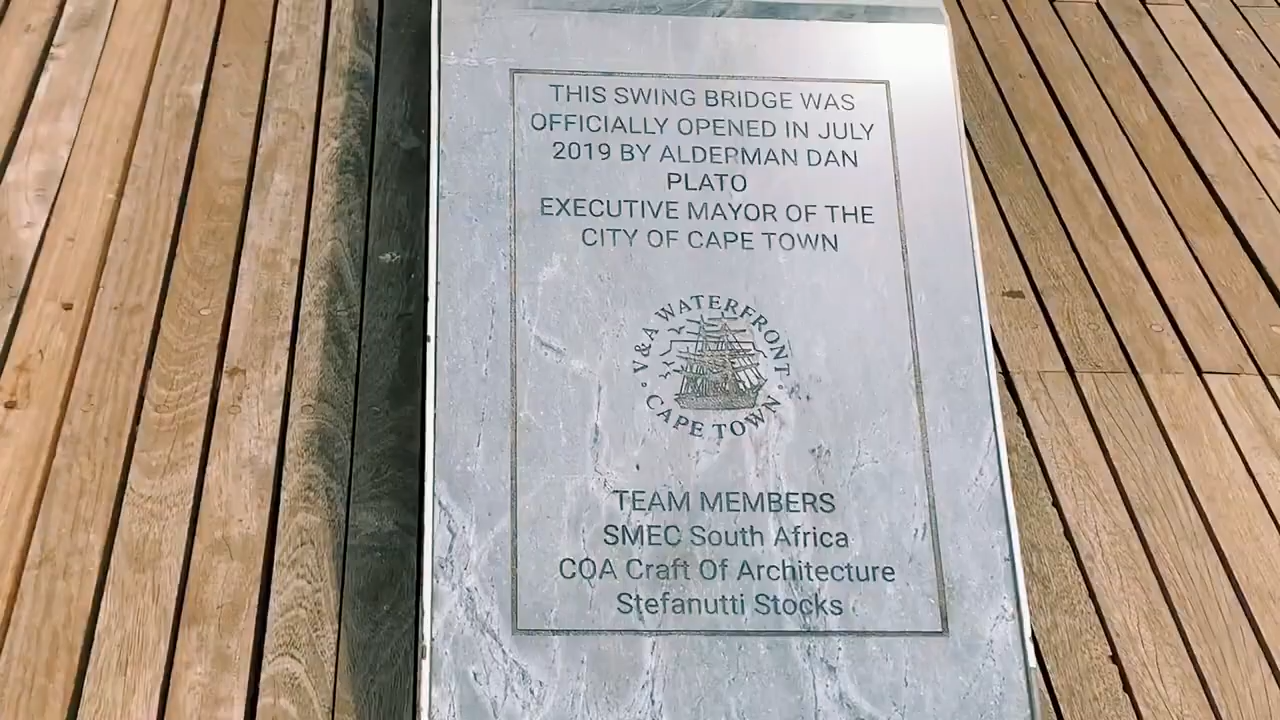 THIS SWING BRIDGE WAS
OFFICIALLY OPENED IN JULY
2019 BY ALDERMAN DAN
PLATO
EXECUTIVE MAYOR OF THE
CITY OF CAPE TOWN
V&A WATERFRONT
CAPE TOWN
TEAM MEMBERS
SMEC South Africa
COA Craft Of Architecture
Stefanutti Stocks